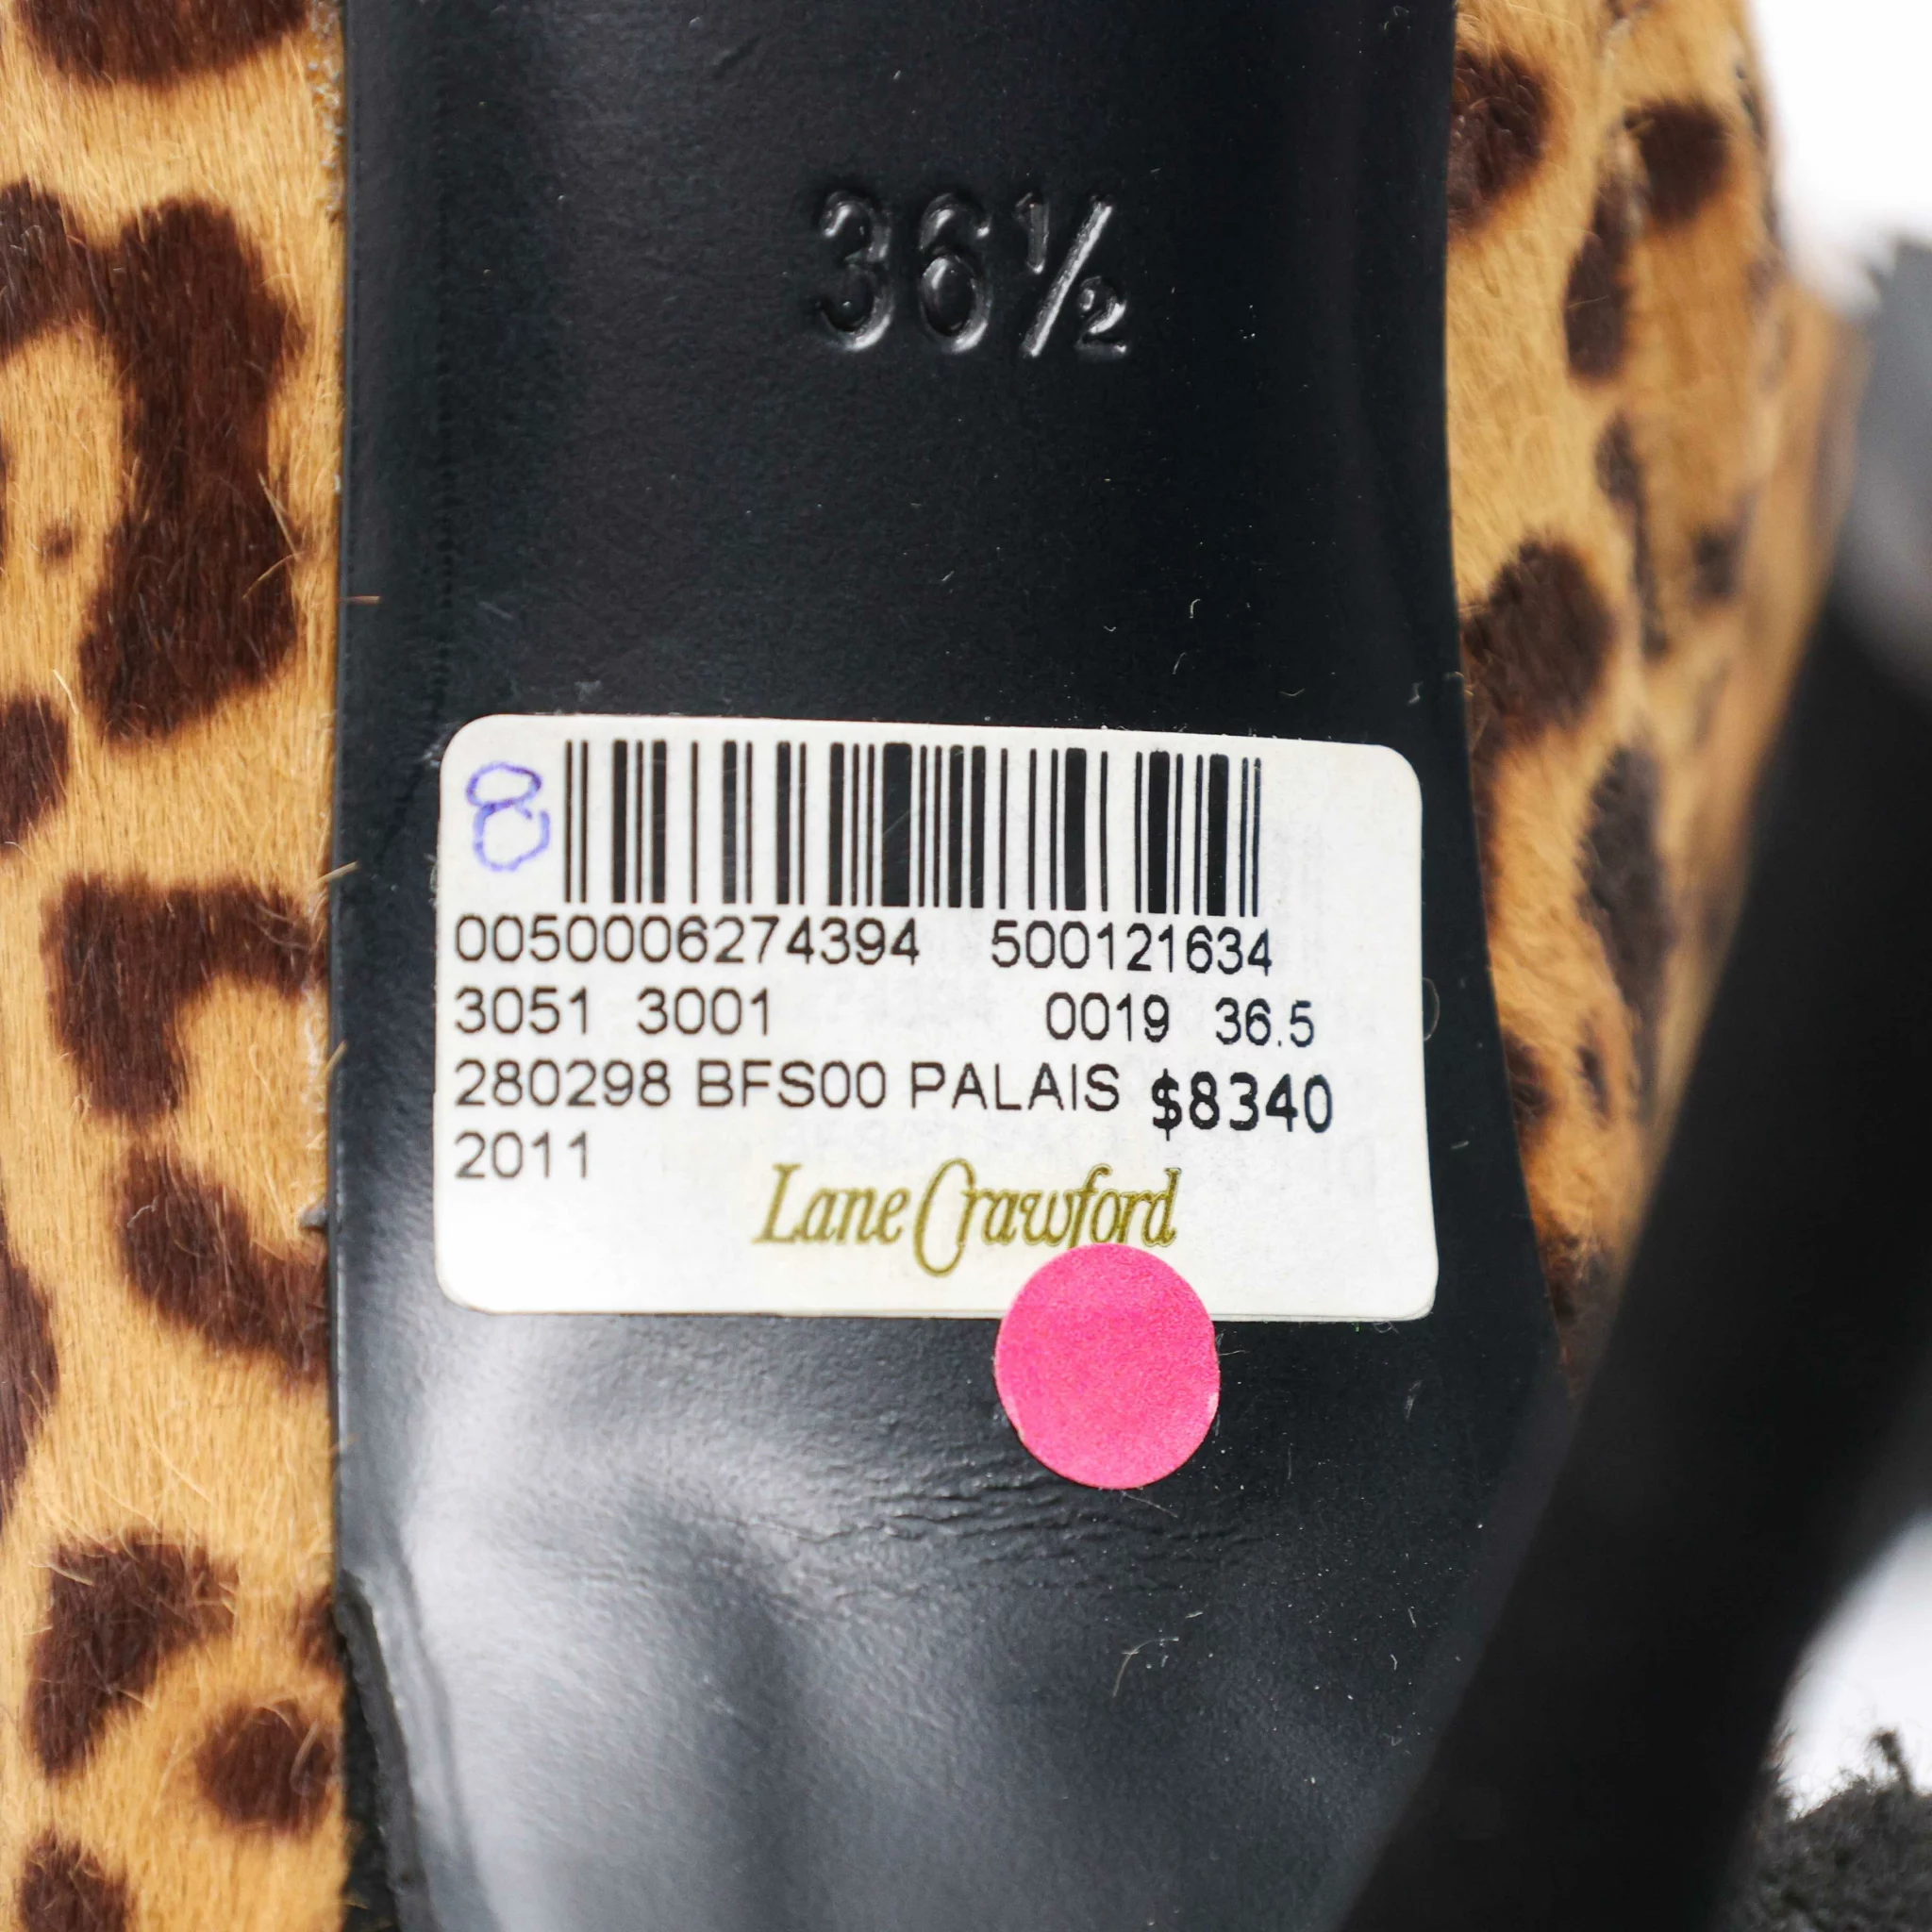 36½
8
0050006274394 500121634
3051 3001 0019 36.5
280298 BFS00 PALAIS $8340
2011
Lane Crawford